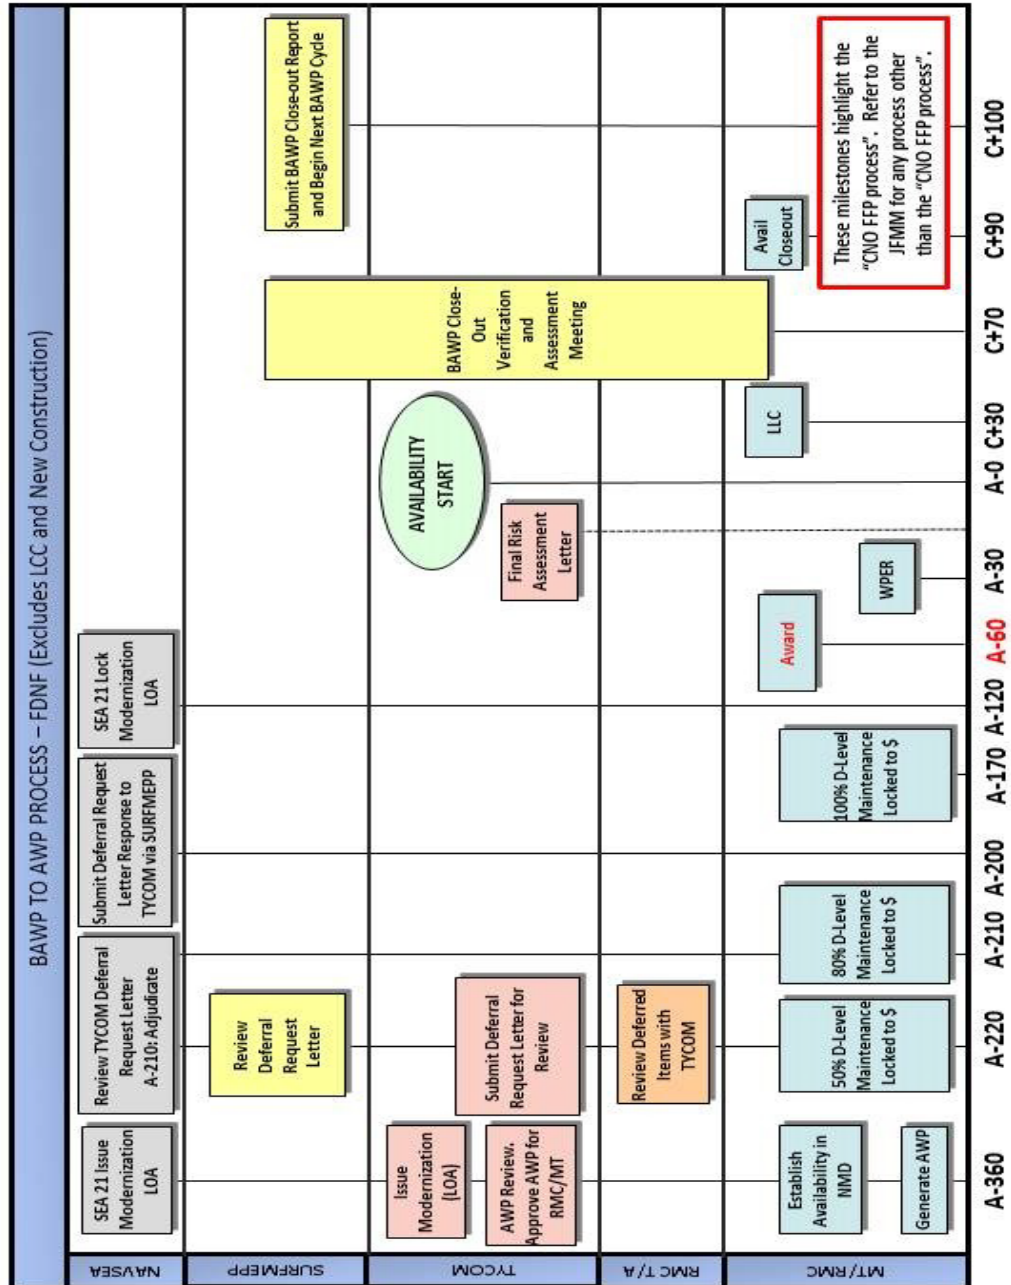 BAWP TO AWP PROCESS – FDNF (Excludes LCC and New Construction)
NAVSEA
SEA 21 Issue
Modernization
LOA
Review TYCOM Deferral
Request Letter
A-210: Adjudicate
Submit Deferral Request
Letter Response to
TYCOM via SURFMEPP
SEA 21 Lock
Modernization
LOA
SURFMEPP
Review
Deferral
Request
Letter
Submit BAWP Close-out Report
and Begin Next BAWP Cycle
TYCOM
Issue
Modernization
(LOA)
AWP Review.
Approve AWP for
RMC/MT
Submit Deferral
Request Letter for
Review
Final Risk
Assessment
Letter
AVAILABILITY
START
BAWP Close-
Out
Verification
and
Assessment
Meeting
RMC T/A
Review Deferred
Items with
TYCOM
MT/RMC
Establish
Availability in
NMD
Generate AWP
50% D-Level
Maintenance
Locked to $
80% D-Level
Maintenance
Locked to $
100% D-Level
Maintenance
Locked to $
Award
WPER
LLC
Avail
Closeout
These milestones highlight the
“CNO FFP process”. Refer to the
JFMM for any process other
than the “CNO FFP process”.
A-360
A-220
A-210
A-200
A-170
A-120
A-60
A-30
A-0
C+30
C+70
C+90
C+100